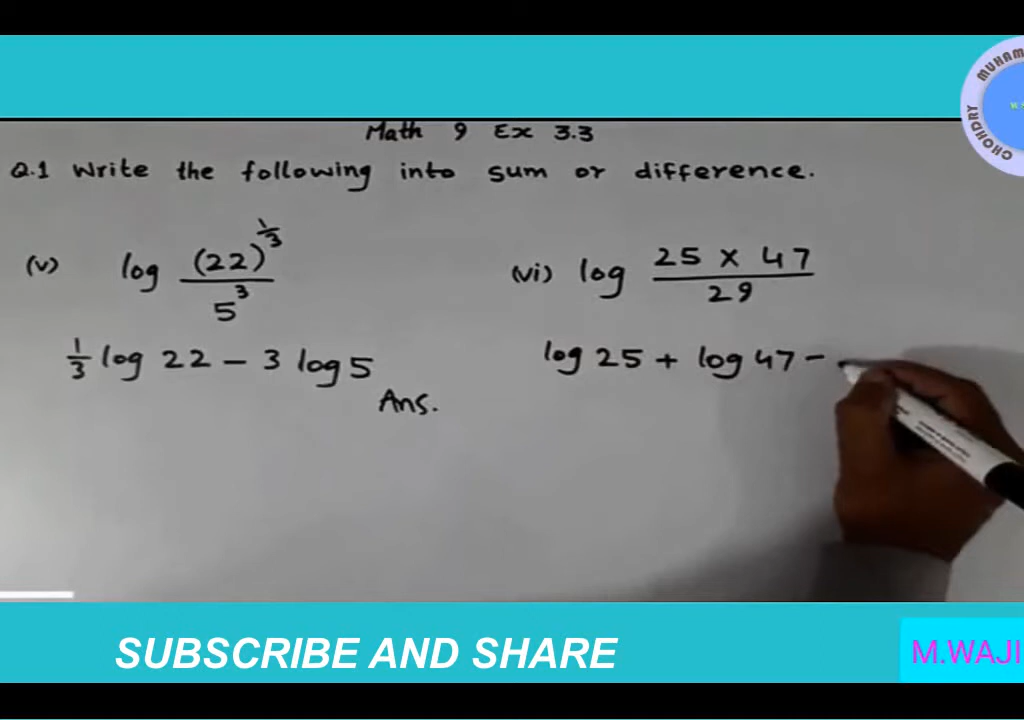 Math 9 Ex 3.3
Q.1 Write the following into sum or difference.
(v) log (22)^(1/3) / 5^3
(vi) log 25 x 47 / 29
1/3 log 22 - 3 log 5
Ans.
log 25 + log 47 -
CHOHDRY MUHAM
SUBSCRIBE AND SHARE
M.WAJI